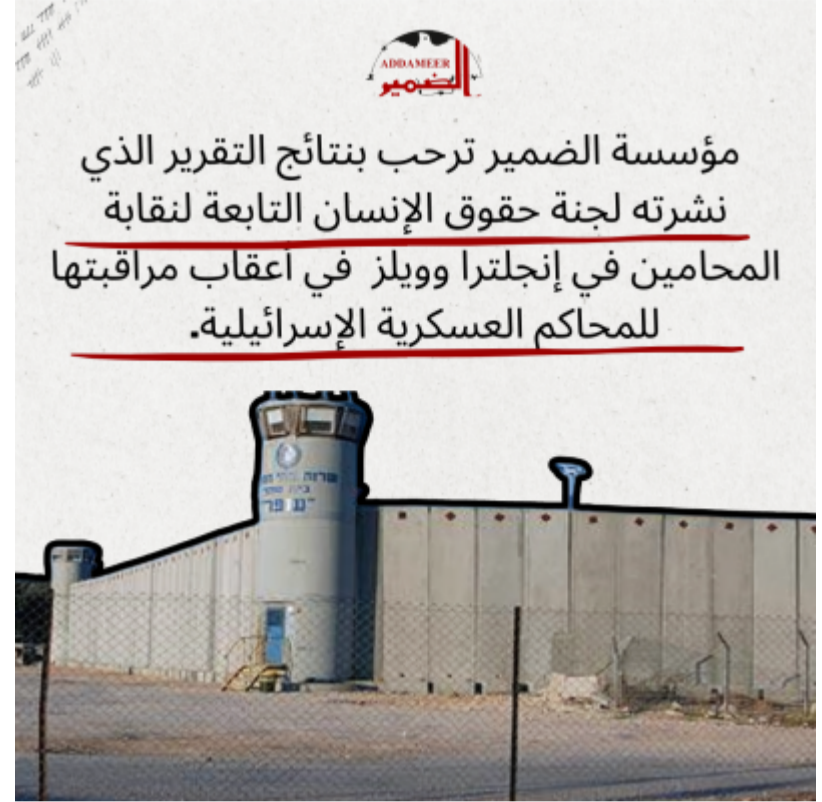 ADDAMEER
الضمير
مؤسسة الضمير ترحب بنتائج التقرير الذي
نشرته لجنة حقوق الإنسان التابعة لنقابة
المحامين في إنجلترا وويلز في أعقاب مراقبتها
للمحاكم العسكرية الإسرائيلية.